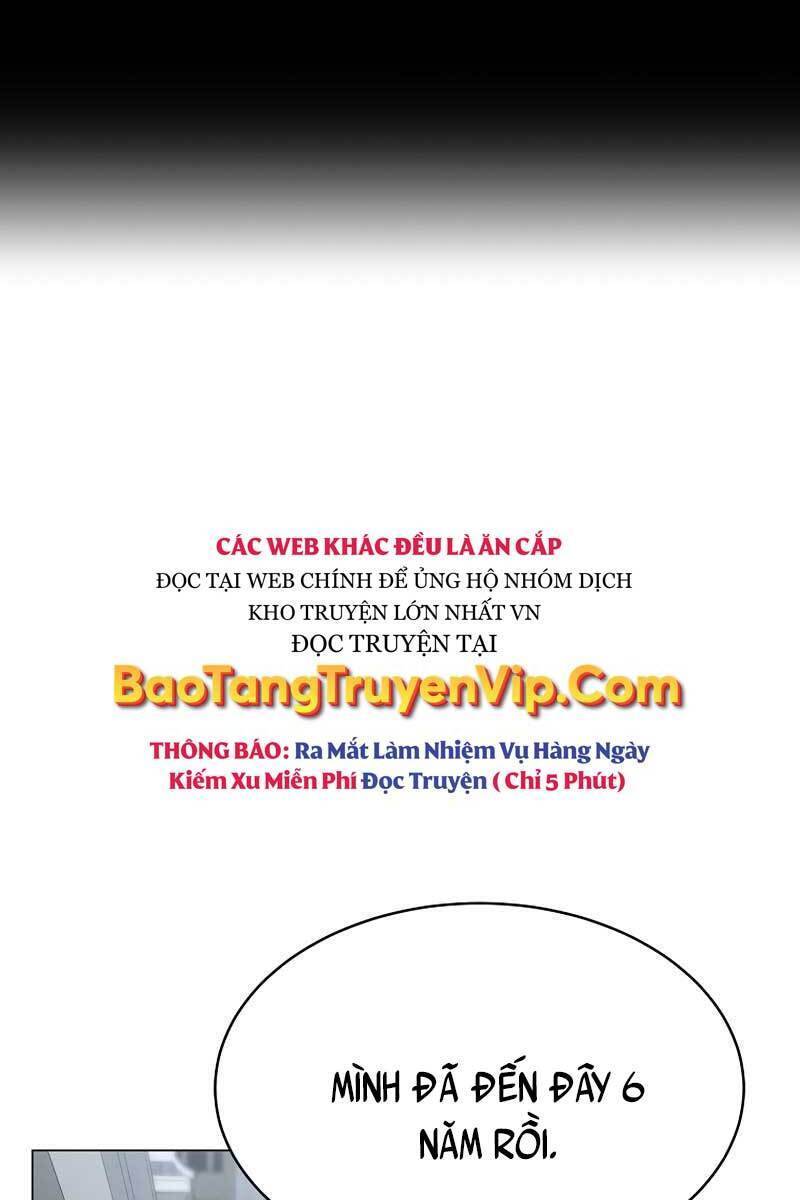 CÁC WEB KHÁC ĐỀU LÀ ĂN CẮP
ĐỌC TẠI WEB CHÍNH ĐỂ ỦNG HỘ NHÓM DỊCH
KHO TRUYỆN LỚN NHẤT VN
ĐỌC TRUYỆN TẠI
BaoTangTruyenVip.Com
THÔNG BÁO: Ra Mắt Làm Nhiệm Vụ Hàng Ngày
Kiếm Xu Miễn Phí Đọc Truyện ( Chỉ 5 Phút)
MÌNH ĐÃ ĐẾN ĐÂY 6
NĂM RỒI.